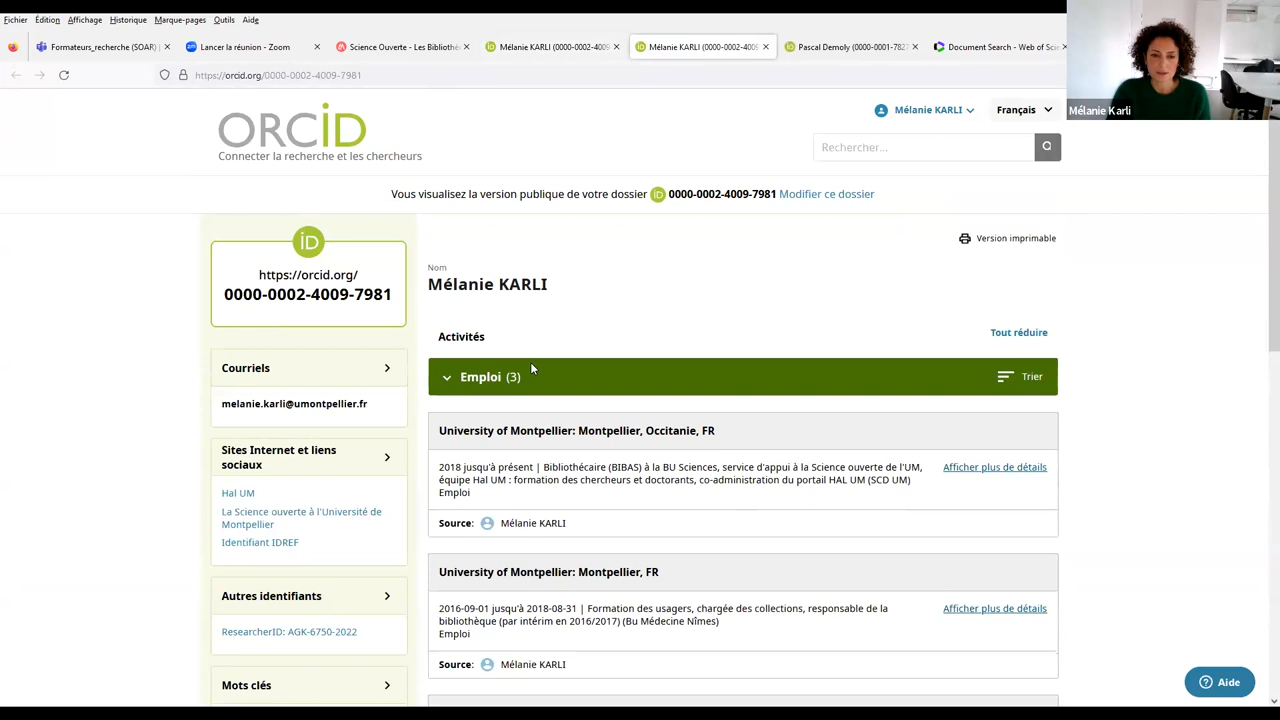 Fichier Édition Affichage Historique Marque-pages Outils Aide
Formateurs_recherche (SOAR)
Lancer la réunion - Zoom
Science Ouverte - Les Bibliothè
Mélanie KARLI (0000-0002-4009
Mélanie KARLI (0000-0002-4009
Pascal Demoly (0000-0001-782
Document Search - Web of Scie
https://orcid.org/0000-0002-4009-7981
Mélanie Karli
ORCiD
Connecter la recherche et les chercheurs
Mélanie KARLI
Français
Rechercher...
Vous visualisez la version publique de votre dossier iD 0000-0002-4009-7981 Modifier ce dossier
iD
https://orcid.org/
0000-0002-4009-7981
Courriels
melanie.karli@umontpellier.fr
Sites Internet et liens
sociaux
Hal UM
La Science ouverte à l'Université de
Montpellier
Identifiant IDREF
Autres identifiants
ResearcherID: AGK-6750-2022
Mots clés
Version imprimable
Nom
Mélanie KARLI
Activités
Tout réduire
Emploi (3)
Trier
University of Montpellier: Montpellier, Occitanie, FR
2018 jusqu'à présent | Bibliothécaire (BIBAS) à la BU Sciences, service d'appui à la Science ouverte de l'UM,
équipe Hal UM : formation des chercheurs et doctorants, co-administration du portail HAL UM (SCD UM)
Emploi
Afficher plus de détails
Source: Mélanie KARLI
University of Montpellier: Montpellier, FR
2016-09-01 jusqu'à 2018-08-31 | Formation des usagers, chargée des collections, responsable de la
bibliothèque (par intérim en 2016/2017) (Bu Médecine Nîmes)
Emploi
Afficher plus de détails
Source: Mélanie KARLI
Aide